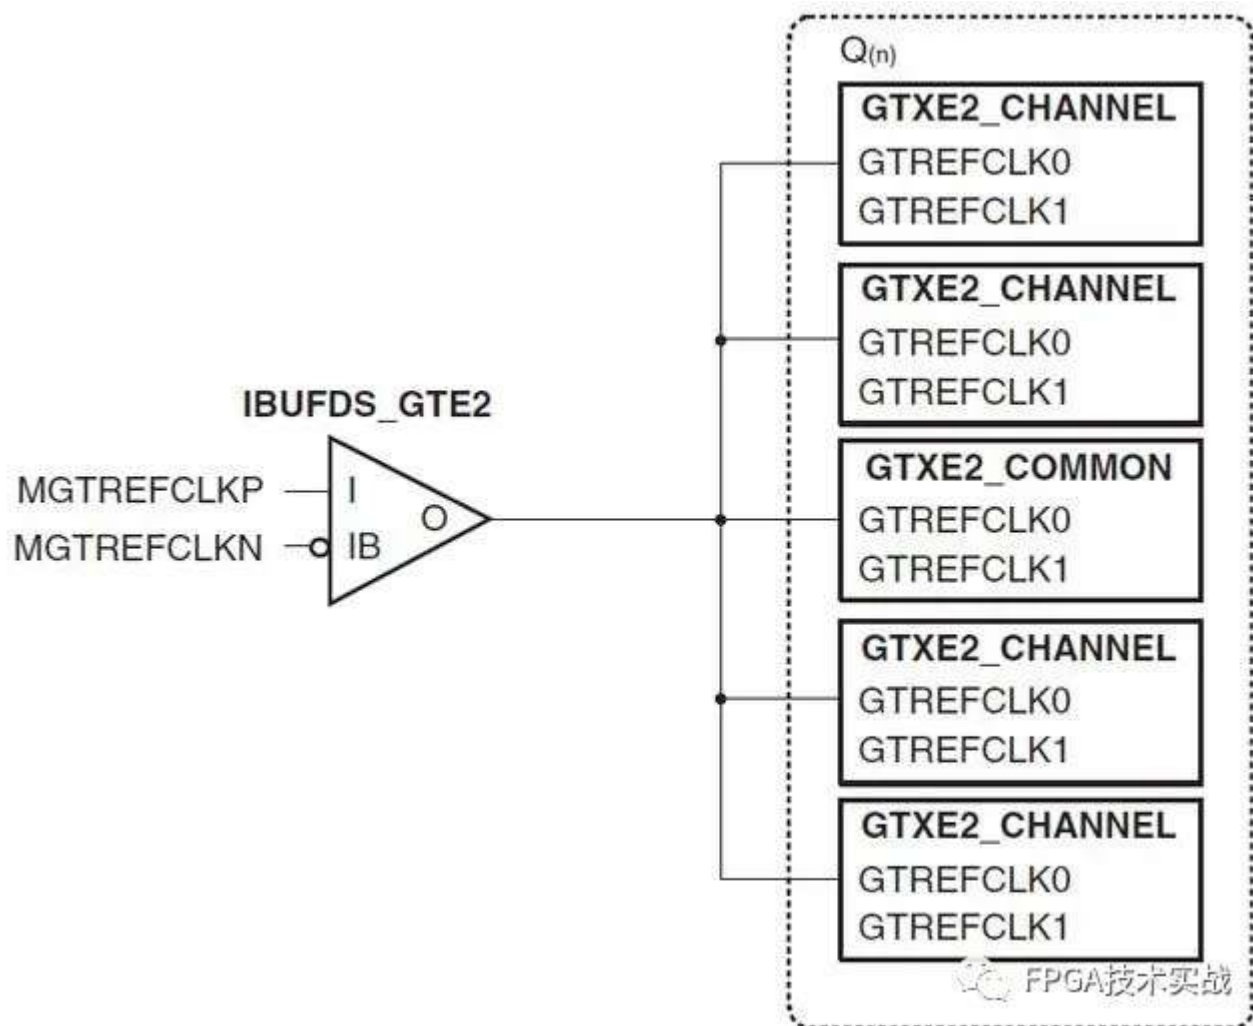 Q(n)
GTXE2_CHANNEL
GTREFCLK0
GTREFCLK1
GTXE2_CHANNEL
GTREFCLK0
GTREFCLK1
IBUFDS_GTE2
MGTREFCLKP
I
O
MGTREFCLKN
IB
GTXE2_COMMON
GTREFCLK0
GTREFCLK1
GTXE2_CHANNEL
GTREFCLK0
GTREFCLK1
GTXE2_CHANNEL
GTREFCLK0
GTREFCLK1
FPGA技术实战